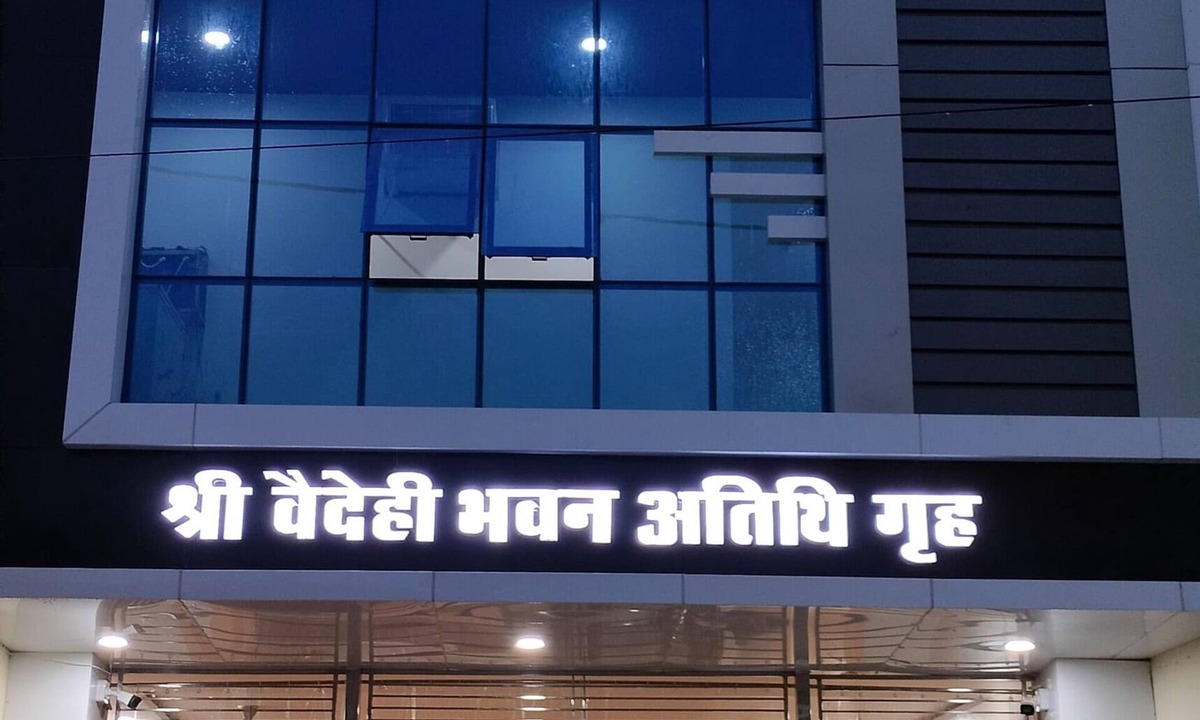 श्री वैदेही भवन अतिथि गृह